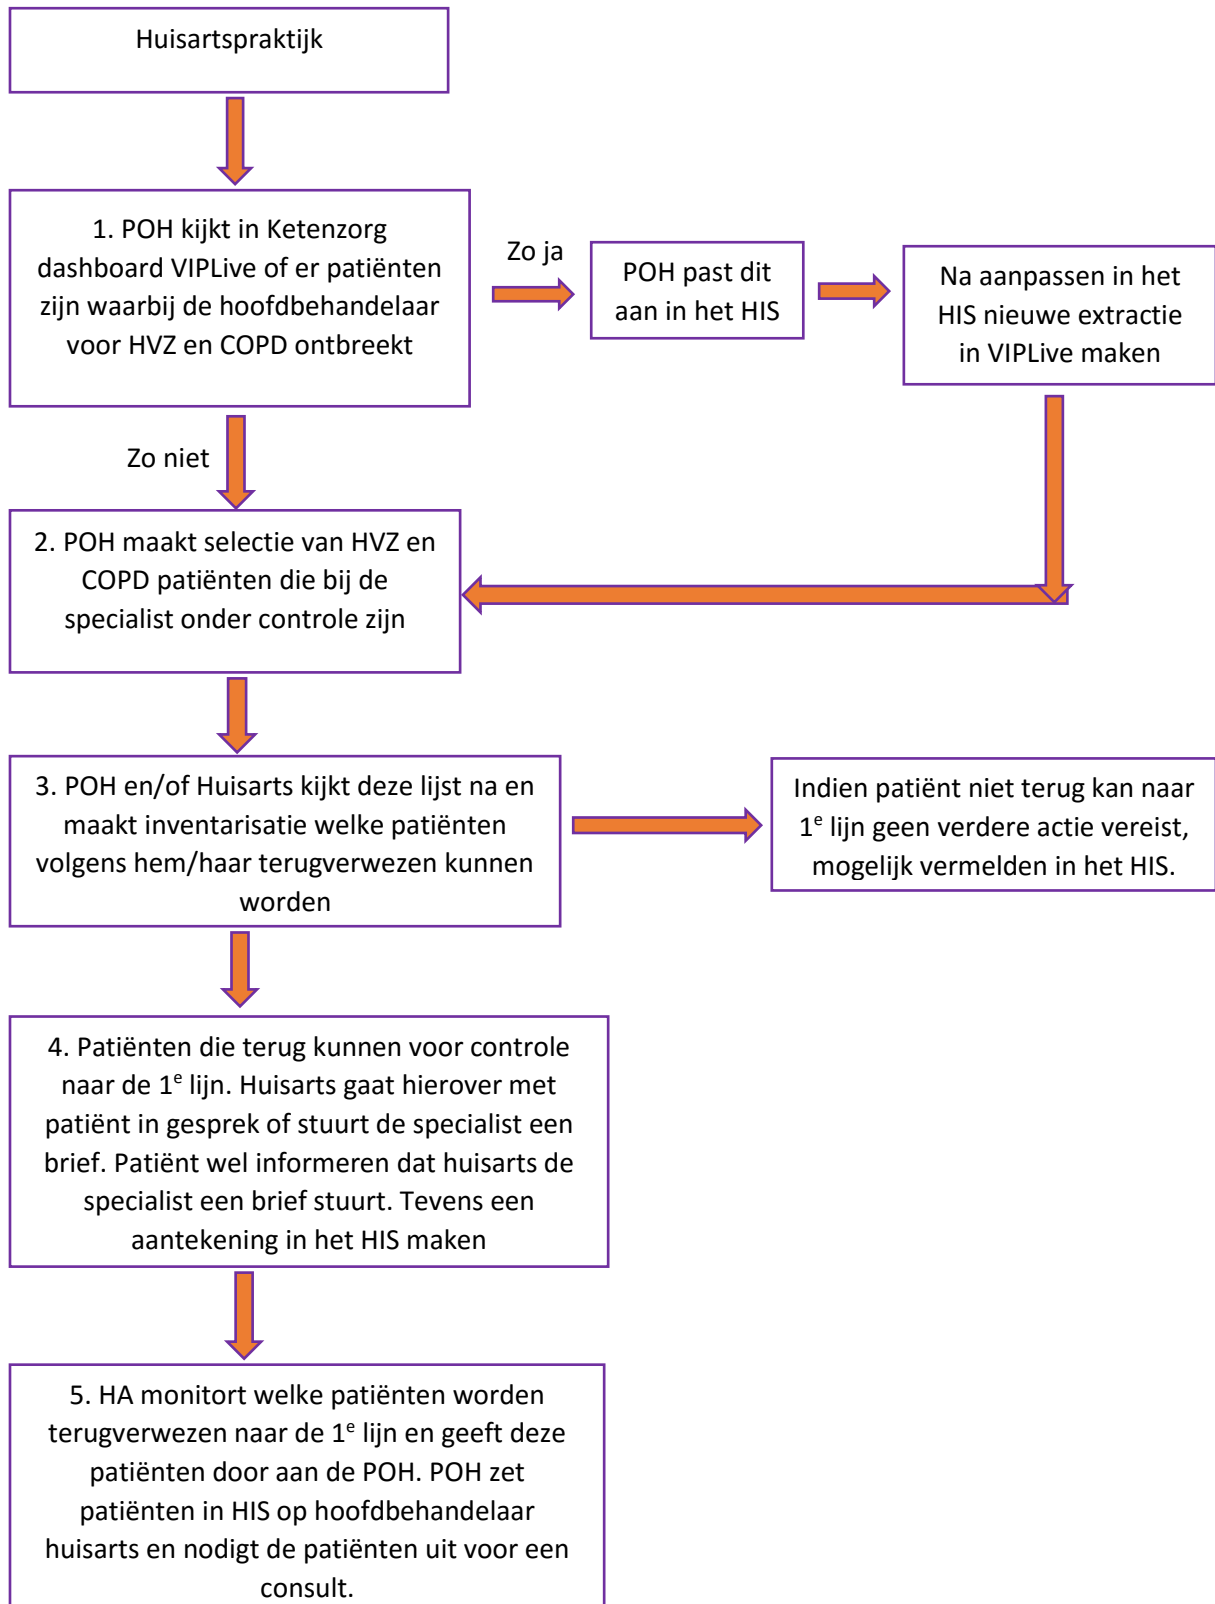 Huisartspraktijk
1. POH kijkt in Ketenzorg
dashboard VIPLive of er patiënten
zijn waarbij de hoofdbehandelaar
voor HVZ en COPD ontbreekt
Zo ja
POH past dit
aan in het HIS
Na aanpassen in het
HIS nieuwe extractie
in VIPLive maken
Zo niet
2. POH maakt selectie van HVZ en
COPD patiënten die bij de
specialist onder controle zijn
3. POH en/of Huisarts kijkt deze lijst na en
maakt inventarisatie welke patiënten
volgens hem/haar terugverwezen kunnen
worden
Indien patiënt niet terug kan naar
1e lijn geen verdere actie vereist,
mogelijk vermelden in het HIS.
4. Patiënten die terug kunnen voor controle
naar de 1e lijn. Huisarts gaat hierover met
patiënt in gesprek of stuurt de specialist een
brief. Patiënt wel informeren dat huisarts de
specialist een brief stuurt. Tevens een
aantekening in het HIS maken
5. HA monitort welke patiënten worden
terugverwezen naar de 1e lijn en geeft deze
patiënten door aan de POH. POH zet
patiënten in HIS op hoofdbehandelaar
huisarts en nodigt de patiënten uit voor een
consult.